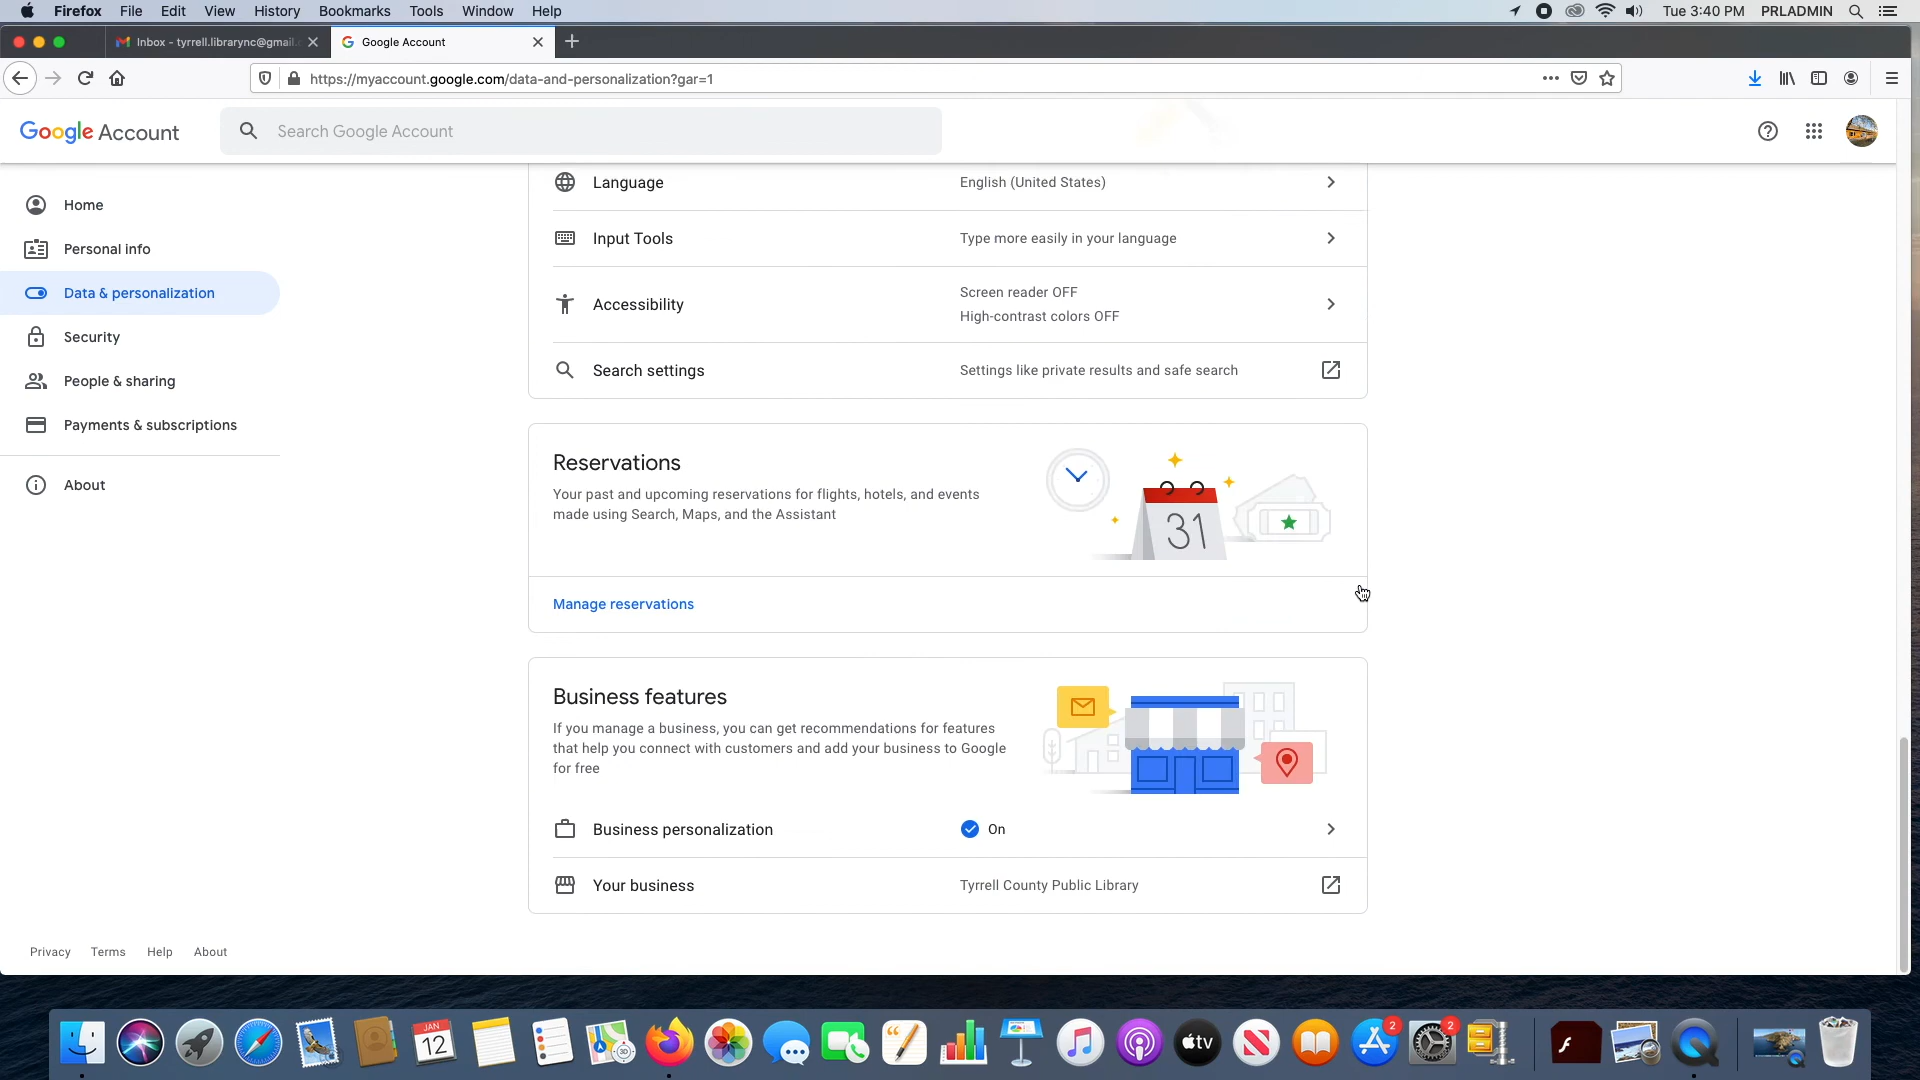 Firefox File Edit View History Bookmarks Tools Window Help Tue 3:40 PM PRLADMIN
Inbox - tyrrell.librarync@gmail.c
Google Account
https://myaccount.google.com/data-and-personalization?gar=1
Google Account
Search Google Account
Home
Personal info
Data & personalization
Security
People & sharing
Payments & subscriptions
About
Language English (United States)
Input Tools Type more easily in your language
Accessibility Screen reader OFF
High-contrast colors OFF
Search settings Settings like private results and safe search
Reservations
Your past and upcoming reservations for flights, hotels, and events
made using Search, Maps, and the Assistant
31
Manage reservations
Business features
If you manage a business, you can get recommendations for features
that help you connect with customers and add your business to Google
for free
Business personalization On
Your business Tyrrell County Public Library
Privacy Terms Help About
JAN
12
3D
tv
2
2